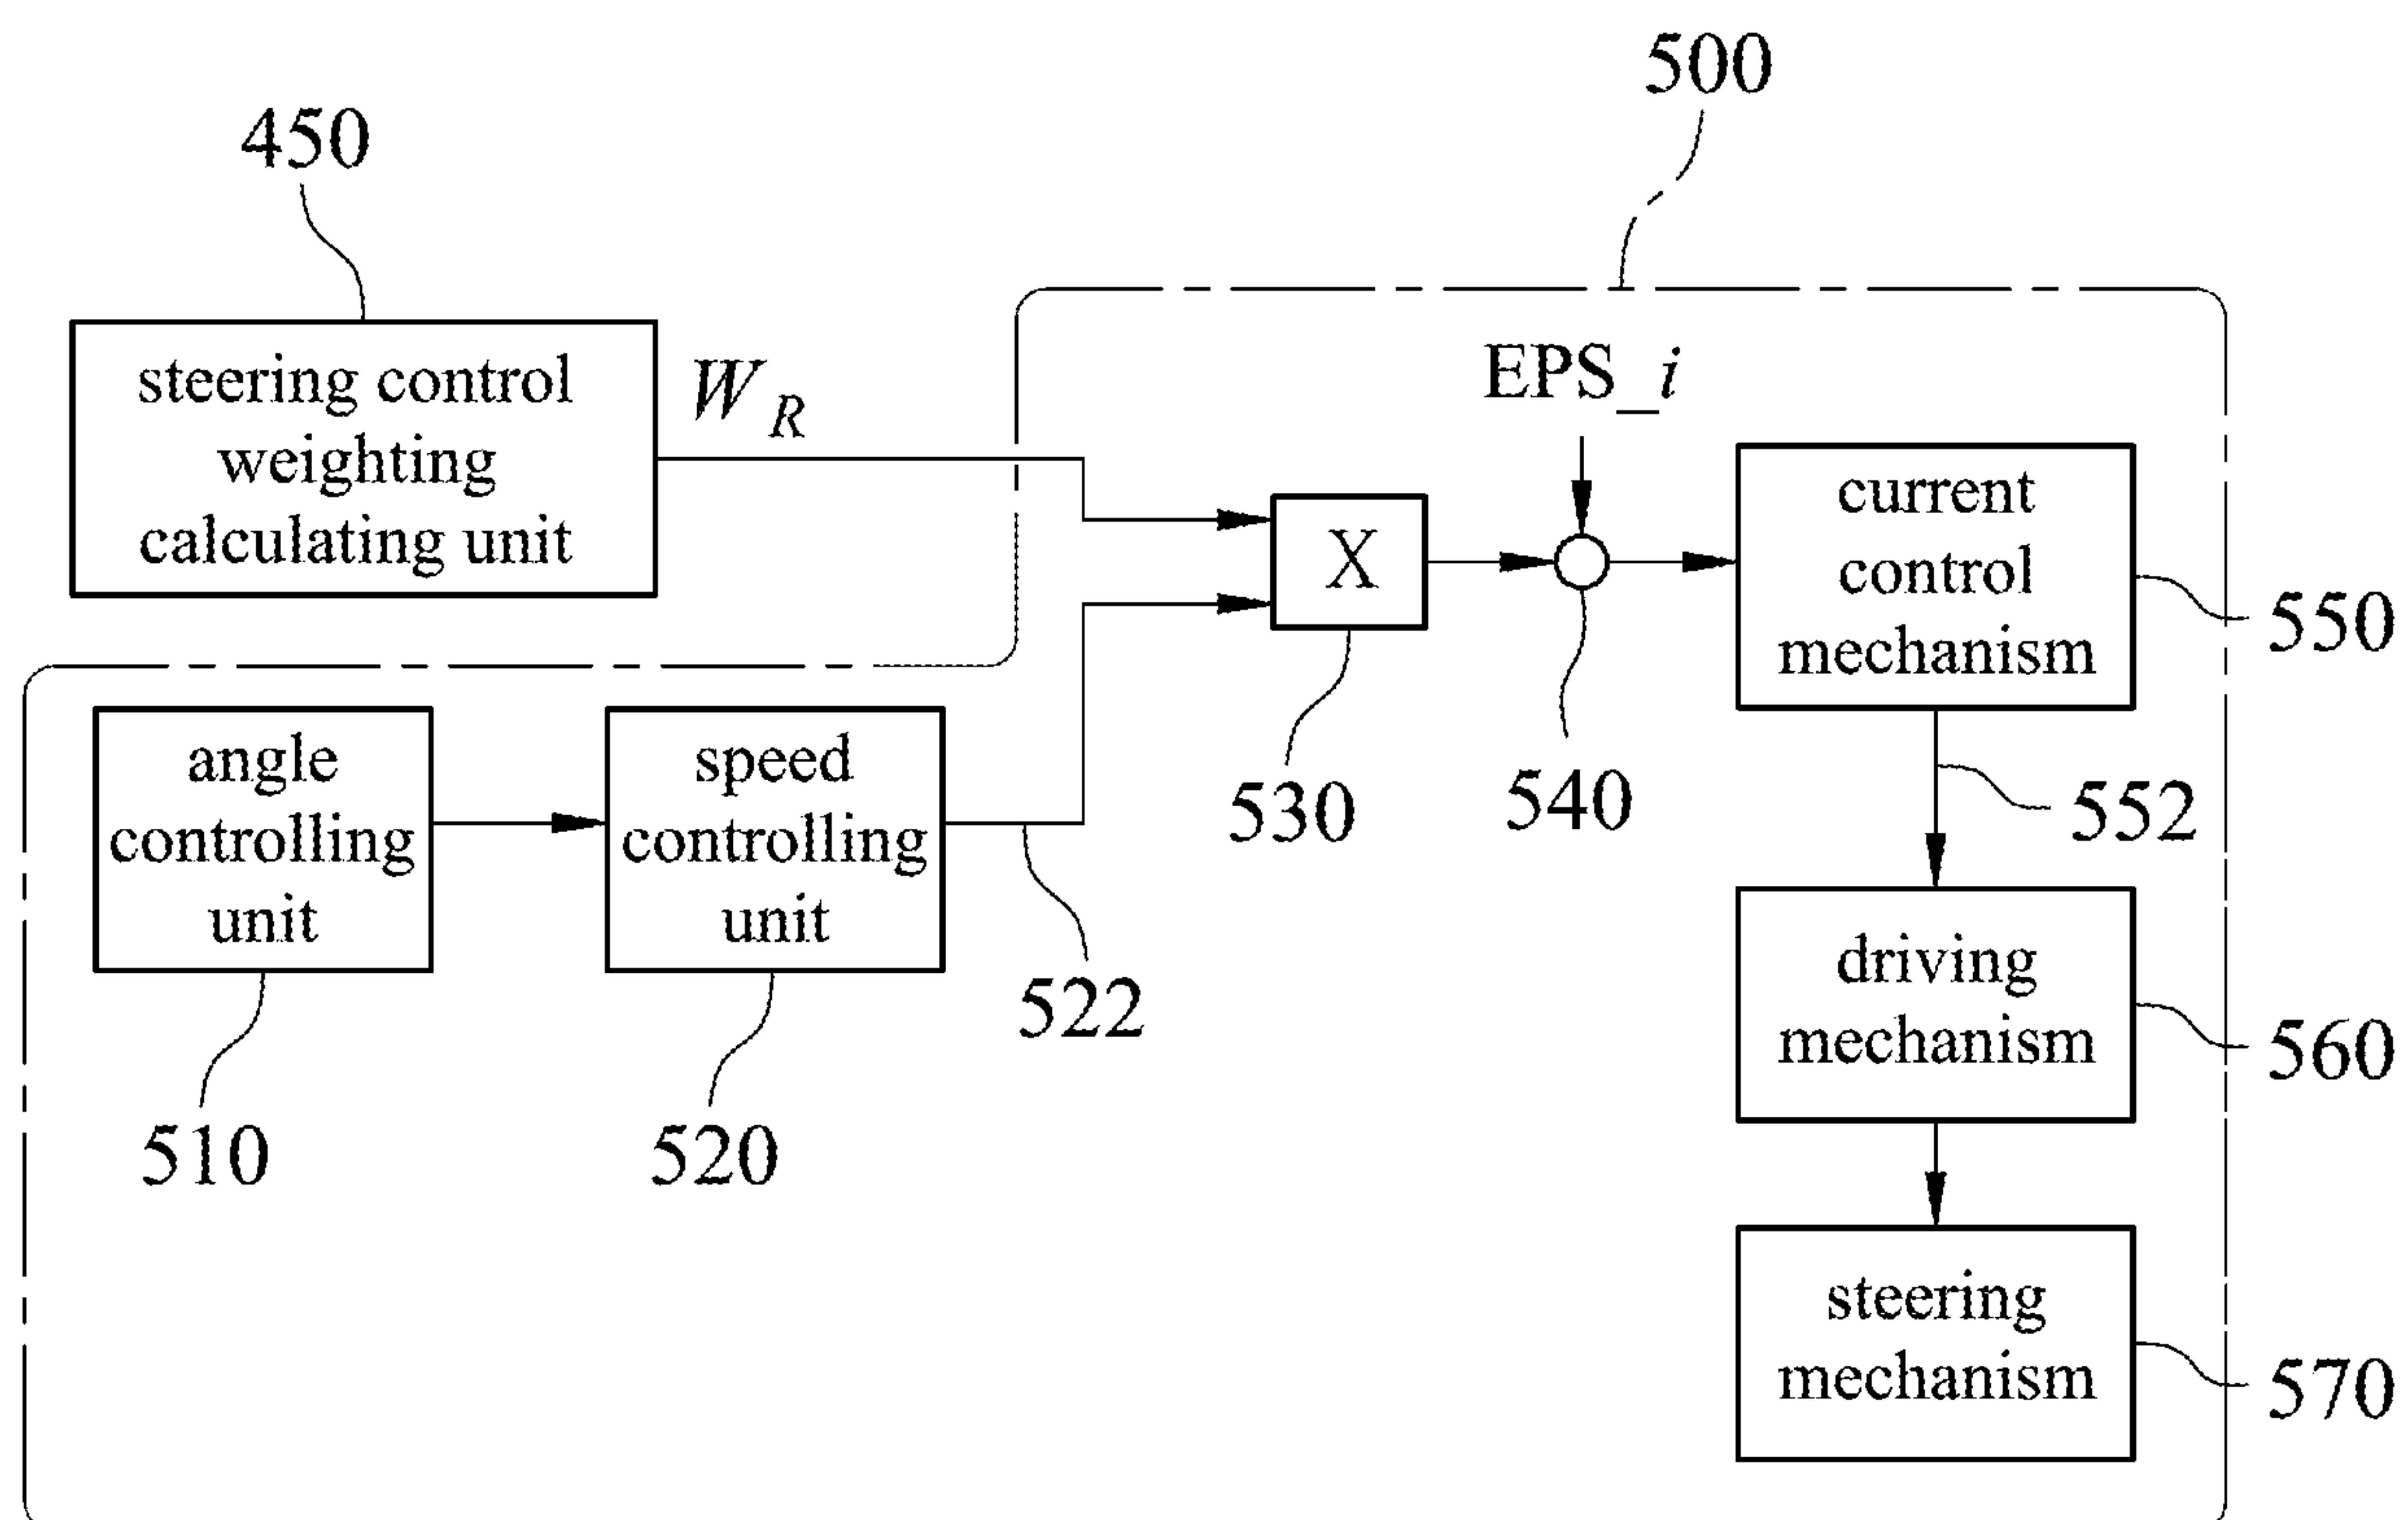 500
450
steering control
weighting
calculating unit
W R
EPS_i
X
current
control
mechanism
550
530
540
552
angle
controlling
unit
speed
controlling
unit
522
510
520
driving
mechanism
560
steering
mechanism
570